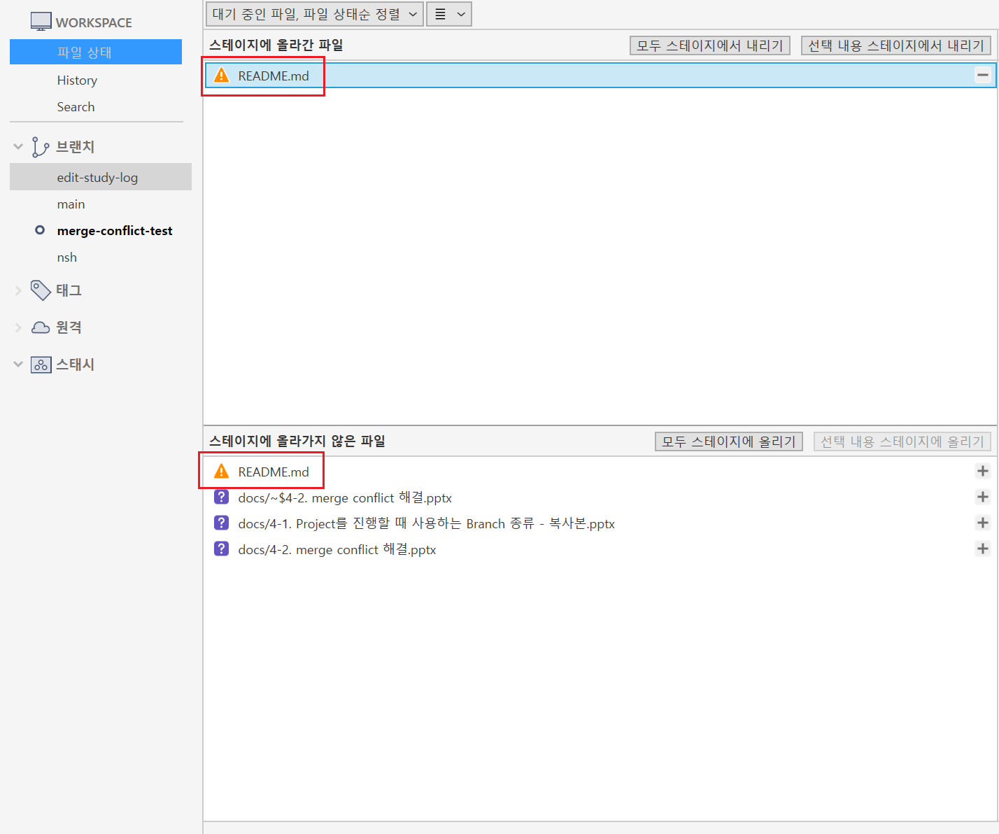 WORKSPACE
파일 상태
History
Search
브랜치
edit-study-log
main
merge-conflict-test
nsh
태그
원격
스태시
대기 중인 파일, 파일 상태순 정렬
스테이지에 올라간 파일
모두 스테이지에서 내리기
선택 내용 스테이지에서 내리기
README.md
스테이지에 올라가지 않은 파일
모두 스테이지에 올리기
선택 내용 스테이지에 올리기
README.md
docs/~$4-2. merge conflict 해결.pptx
docs/4-1. Project를 진행할 때 사용하는 Branch 종류 - 복사본.pptx
docs/4-2. merge conflict 해결.pptx